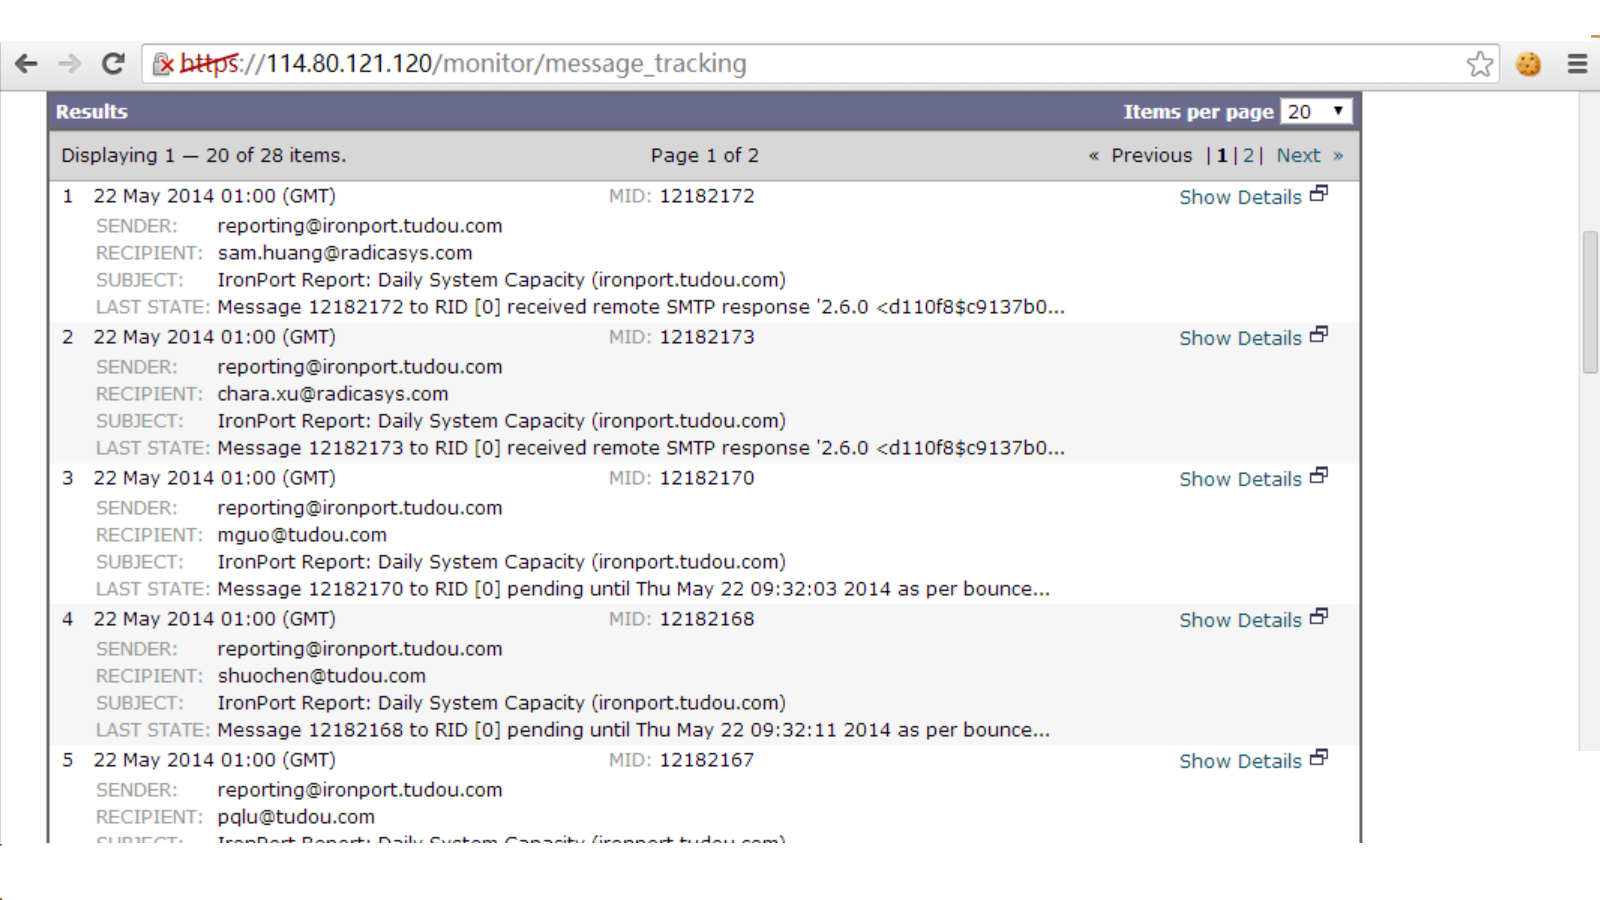 https://114.80.121.120/monitor/message_tracking
Results Items per page 20
Displaying 1 — 20 of 28 items. Page 1 of 2 « Previous |1|2| Next »
1 22 May 2014 01:00 (GMT) MID: 12182172 Show Details
SENDER: reporting@ironport.tudou.com
RECIPIENT: sam.huang@radicasys.com
SUBJECT: IronPort Report: Daily System Capacity (ironport.tudou.com)
LAST STATE: Message 12182172 to RID [0] received remote SMTP response '2.6.0 <d110f8$c9137b0...
2 22 May 2014 01:00 (GMT) MID: 12182173 Show Details
SENDER: reporting@ironport.tudou.com
RECIPIENT: chara.xu@radicasys.com
SUBJECT: IronPort Report: Daily System Capacity (ironport.tudou.com)
LAST STATE: Message 12182173 to RID [0] received remote SMTP response '2.6.0 <d110f8$c9137b0...
3 22 May 2014 01:00 (GMT) MID: 12182170 Show Details
SENDER: reporting@ironport.tudou.com
RECIPIENT: mguo@tudou.com
SUBJECT: IronPort Report: Daily System Capacity (ironport.tudou.com)
LAST STATE: Message 12182170 to RID [0] pending until Thu May 22 09:32:03 2014 as per bounce...
4 22 May 2014 01:00 (GMT) MID: 12182168 Show Details
SENDER: reporting@ironport.tudou.com
RECIPIENT: shuochen@tudou.com
SUBJECT: IronPort Report: Daily System Capacity (ironport.tudou.com)
LAST STATE: Message 12182168 to RID [0] pending until Thu May 22 09:32:11 2014 as per bounce...
5 22 May 2014 01:00 (GMT) MID: 12182167 Show Details
SENDER: reporting@ironport.tudou.com
RECIPIENT: pqlu@tudou.com
SUBJECT: IronPort Report: Daily System Capacity (ironport.tudou.com)